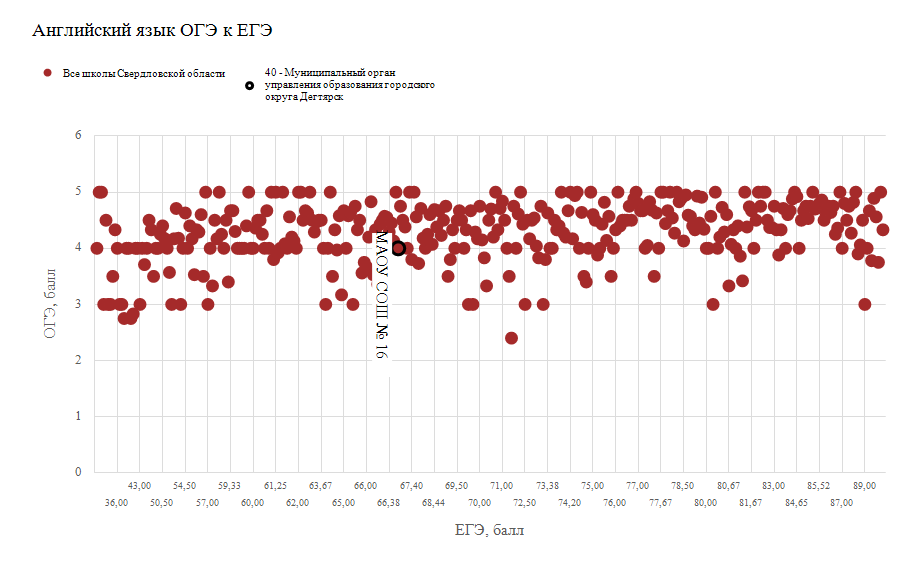 Английский язык ОГЭ к ЕГЭ
Все школы Свердловской области
40 - Муниципальный орган
управления образования городского
округа Дегтярск
6
5
4
3
2
1
0
ОГЭ, балл
МАОУ СОШ № 16
43,00 54,50 59,33 61,25 63,67 66,00 67,40 69,50 71,00 73,38 75,00 77,00 78,50 80,67 83,00 85,52 89,00
36,00 50,50 57,00 60,00 62,00 65,00 66,38 68,44 70,00 72,50 74,20 76,00 77,67 80,00 81,67 84,65 87,00
ЕГЭ, балл